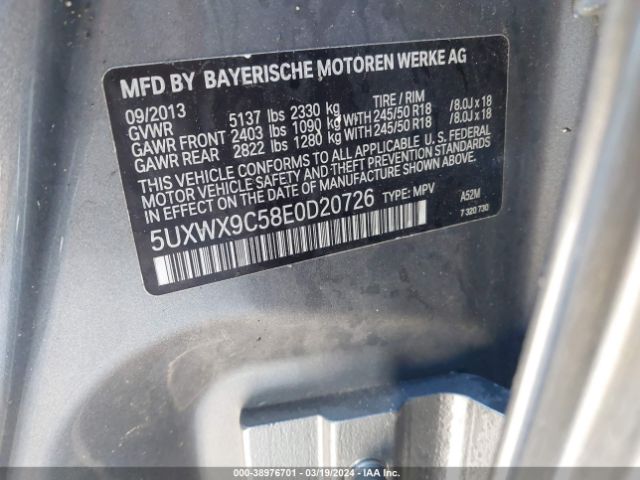 MFD BY BAYERISCHE MOTOREN WERKE AG
09/2013 5137 lbs 2330 kg TIRE / RIM
GVWR
GAWR FRONT 2403 lbs 1090 kg WITH 245/50 R18 /8.0J x 18
GAWR REAR 2822 lbs 1280 kg WITH 245/50 R18 /8.0J x 18
THIS VEHICLE CONFORMS TO ALL APPLICABLE U.S. FEDERAL
MOTOR VEHICLE SAFETY AND THEFT PREVENTION STANDARDS
IN EFFECT ON THE DATE OF MANUFACTURE SHOWN ABOVE.
5UXWX9C58E0D20726 TYPE: MPV A52M
7 320 730
000-38976701 — 03/19/2024 — IAA Inc.